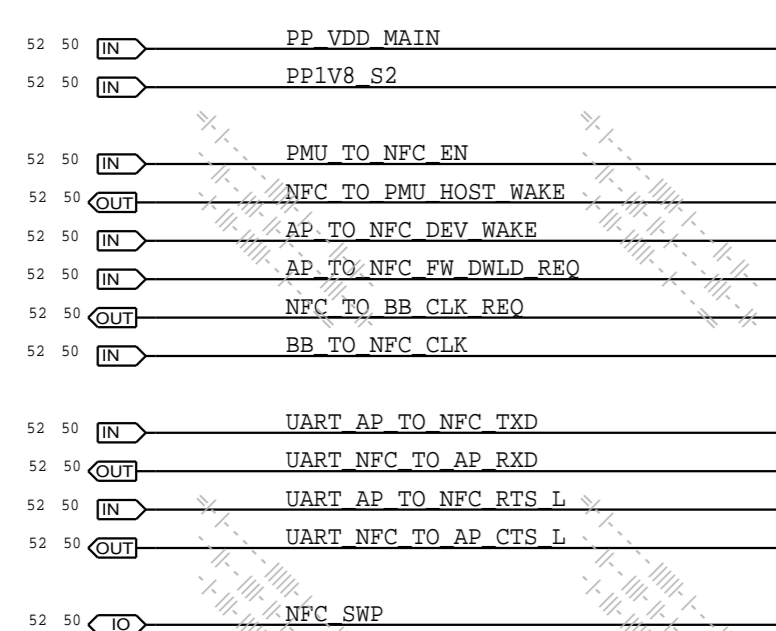 52 50 IN PP_VDD_MAIN
52 50 IN PP1V8_S2
52 50 IN PMU_TO_NFC_EN
52 50 OUT NFC_TO_PMU_HOST_WAKE
52 50 IN AP_TO_NFC_DEV_WAKE
52 50 IN AP_TO_NFC_FW_DWLD_REQ
52 50 OUT NFC_TO_BB_CLK_REQ
52 50 IN BB_TO_NFC_CLK
52 50 IN UART_AP_TO_NFC_TXD
52 50 OUT UART_NFC_TO_AP_RXD
52 50 IN UART_AP_TO_NFC_RTS_L
52 50 OUT UART_NFC_TO_AP_CTS_L
52 50 IO NFC_SWP